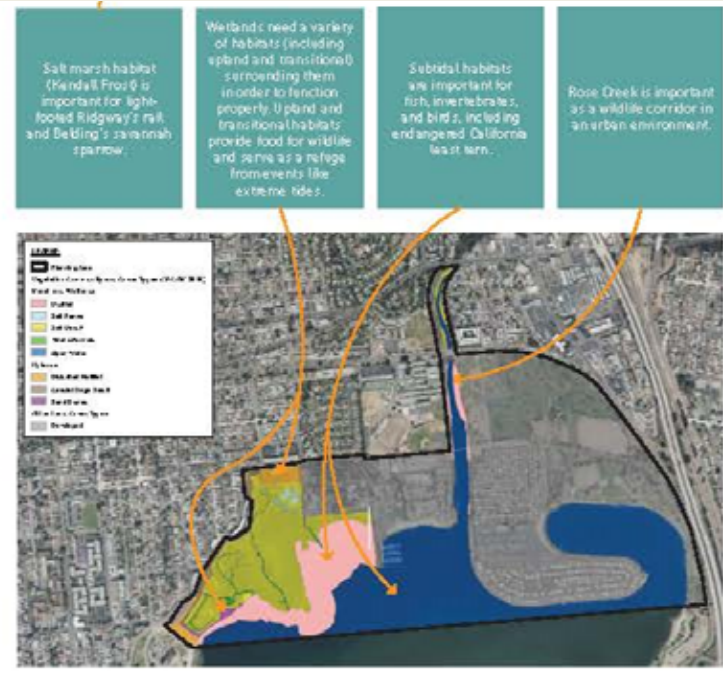 Salt marsh habitat
(Kendall Frost) is
important for light-
footed Ridgway's rail
and Belding's savannah
sparrow.
Wetlands need a variety
of habitats (including
upland and transitional)
surrounding them
in order to function
properly. Upland and
transitional habitats
provide food for wildlife
and serve as a refuge
from events like
extreme tides.
Subtidal habitats
are important for
fish, invertebrates,
and birds, including
endangered California
least tern.
Rose Creek is important
as a wildlife corridor in
an urban environment.
Mudflat
Open Water
Developed